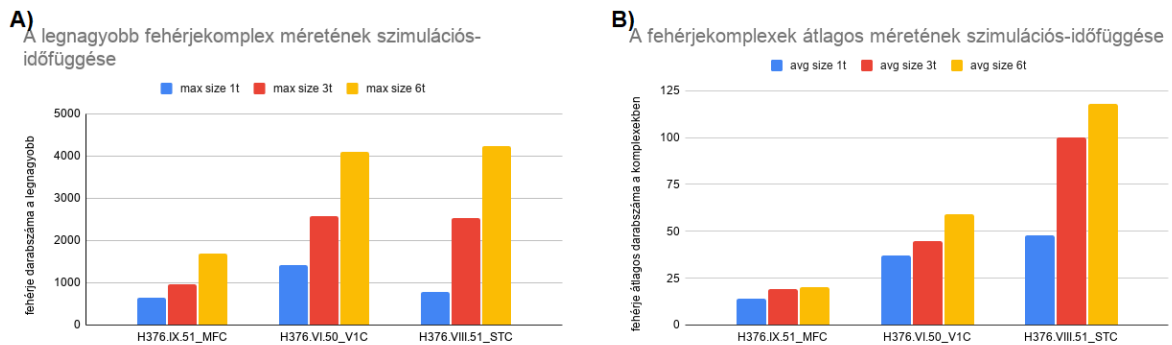 A)
A legnagyobb fehérjekomplex méretének szimulációs-
időfüggése
max size 1t
max size 3t
max size 6t
fehérje darabszáma a legnagyobb
5000
4000
3000
2000
1000
0
H376.IX.51_MFC
H376.VI.50_V1C
H376.VIII.51_STC
B)
A fehérjekomplexek átlagos méretének szimulációs-időfüggése
avg size 1t
avg size 3t
avg size 6t
fehérje átlagos darabszáma a komplexekben
125
100
75
50
25
0
H376.IX.51_MFC
H376.VI.50_V1C
H376.VIII.51_STC